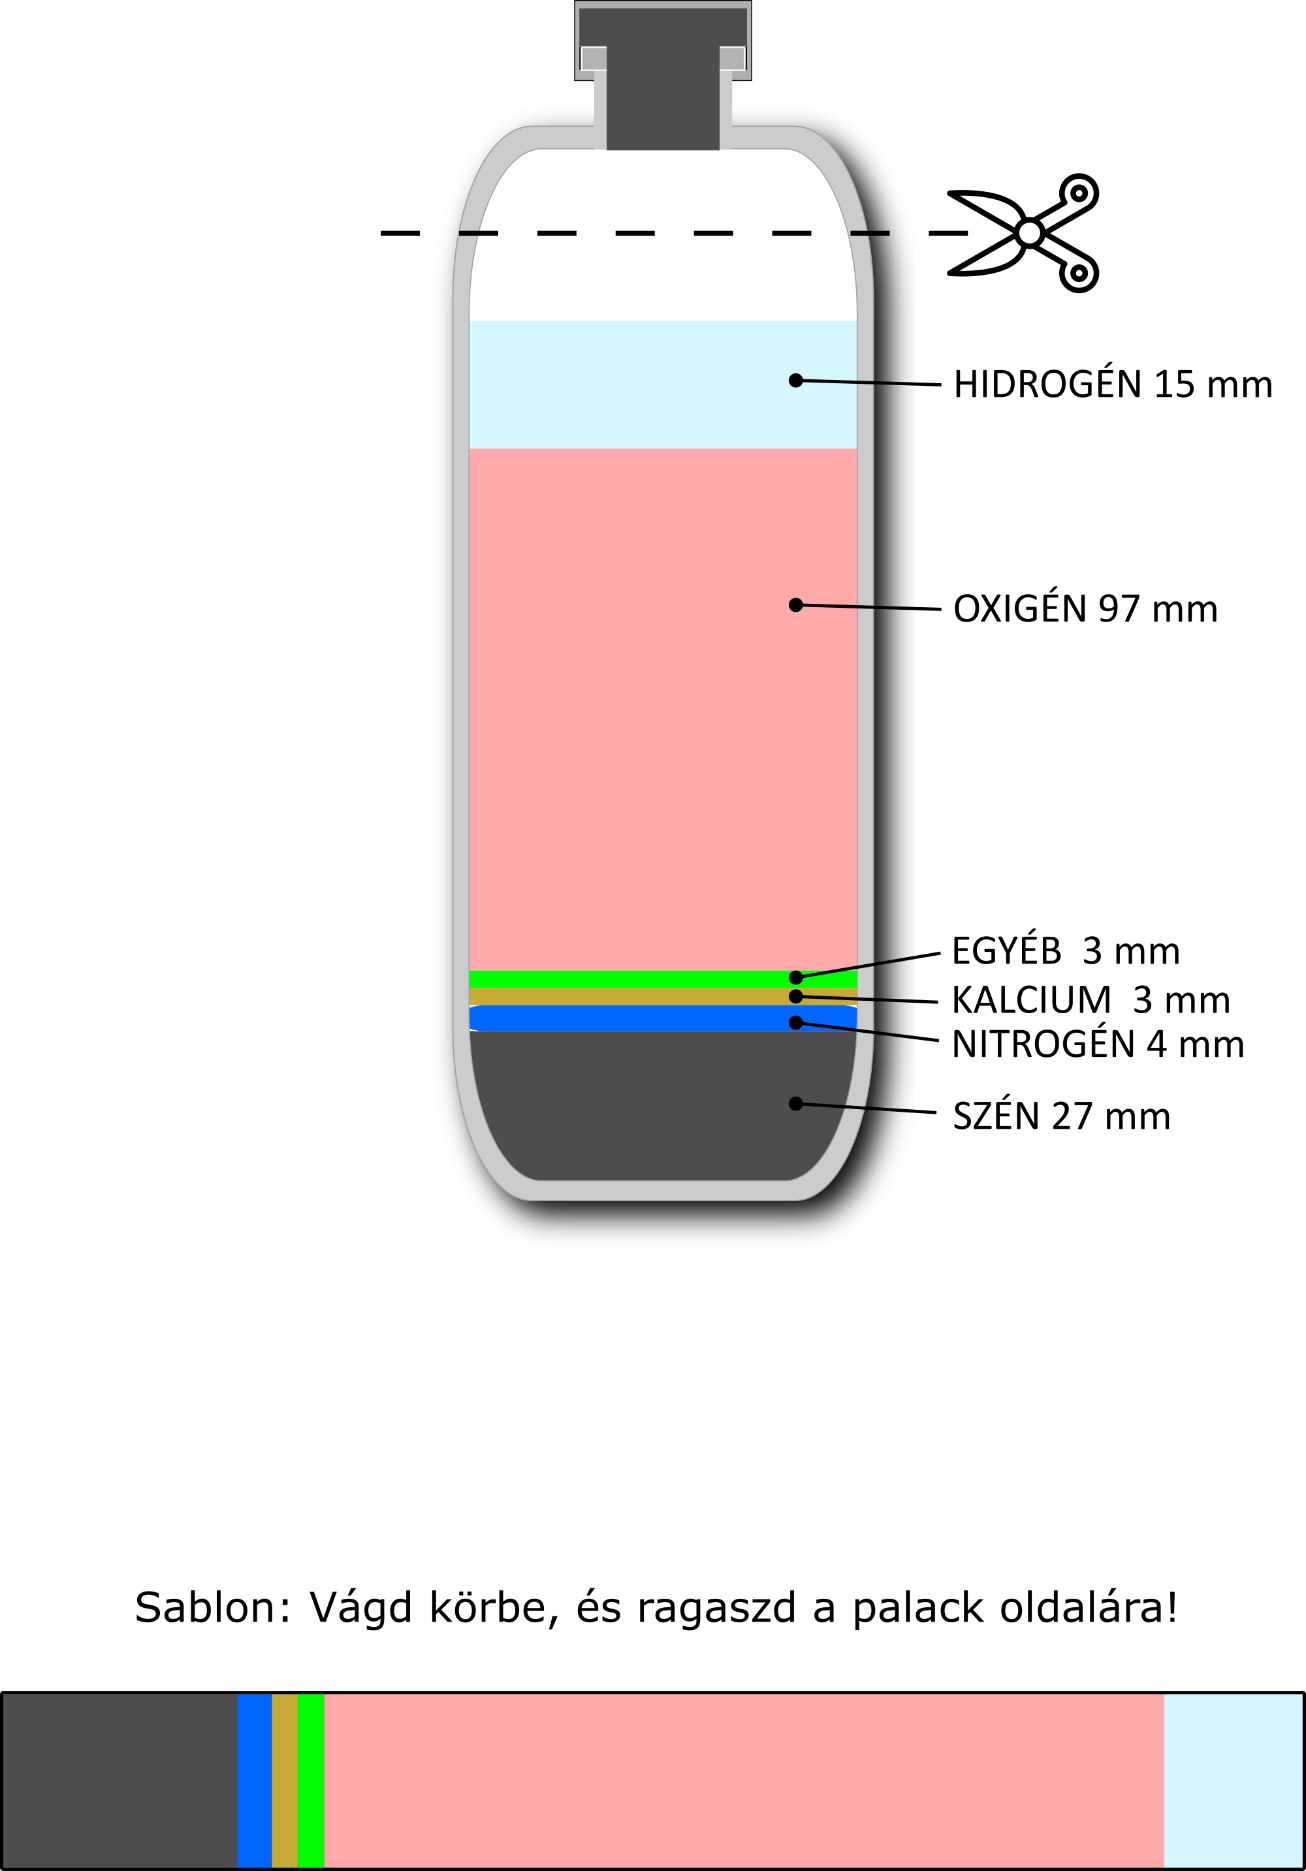 HIDROGÉN 15 mm
OXIGÉN 97 mm
EGYÉB  3 mm
KALCIUM  3 mm
NITROGÉN 4 mm
SZÉN 27 mm
Sablon: Vágd körbe, és ragaszd a palack oldalára!